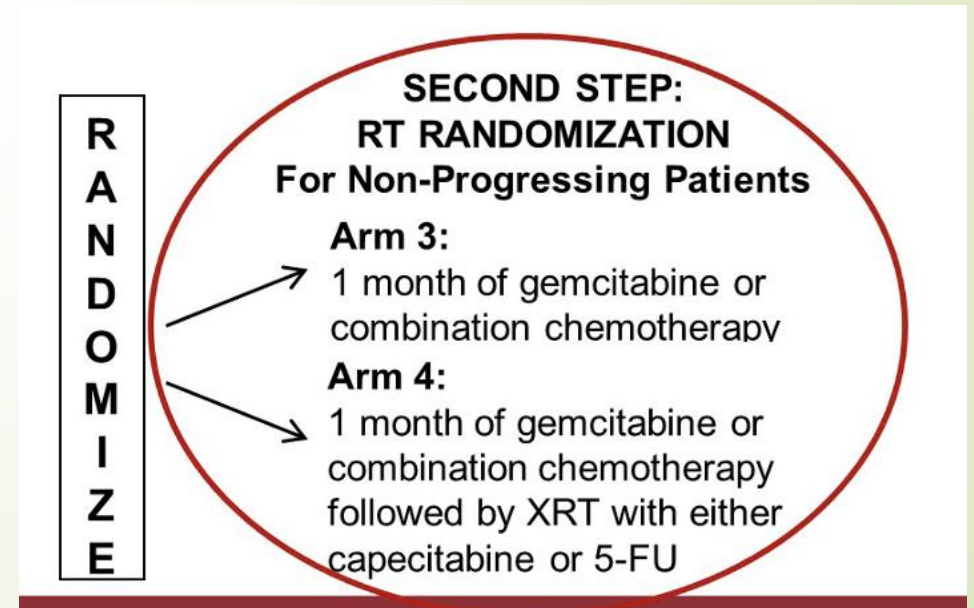 RANDOMIZE
SECOND STEP:
RT RANDOMIZATION
For Non-Progressing Patients
Arm 3:
1 month of gemcitabine or
combination chemotherapy
Arm 4:
1 month of gemcitabine or
combination chemotherapy
followed by XRT with either
capecitabine or 5-FU